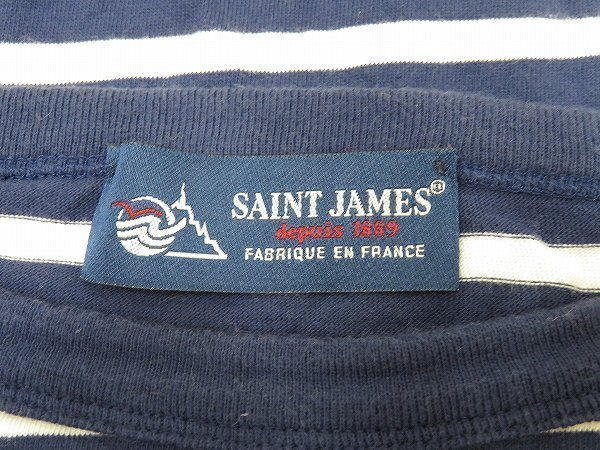 SAINT JAMES®
depuis 1889
FABRIQUE EN FRANCE